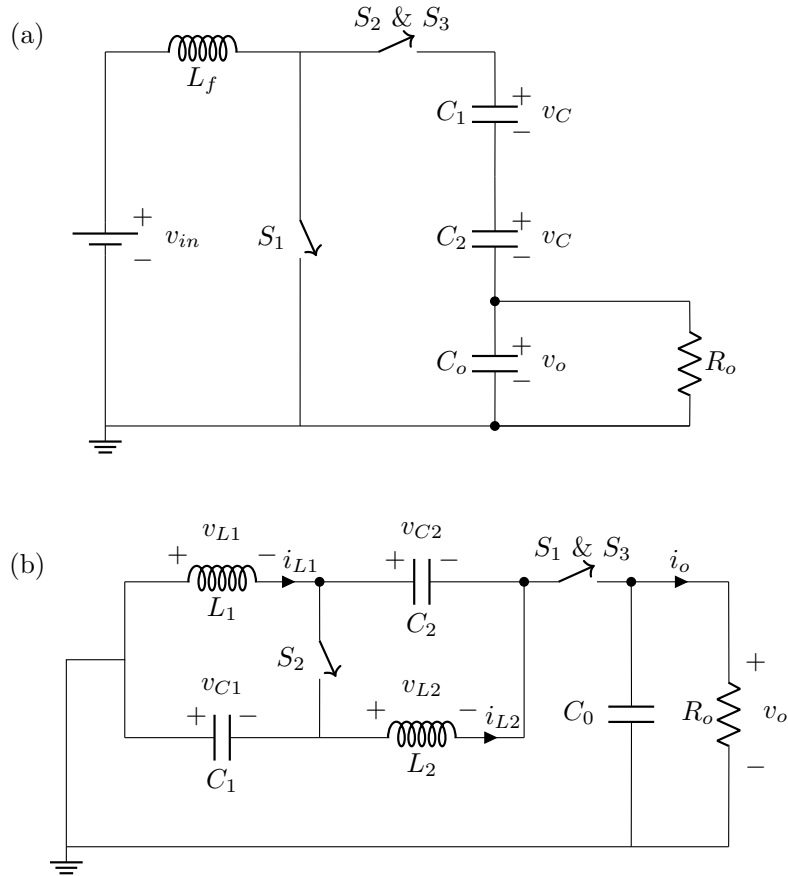 (a)
S2 & S3
Lf
+
C1 vC
−
+
vin
−
S1
+
C2 vC
−
+
Co vo
−
Ro
(b)
vL1
+ − iL1
L1
vC2
+ −
C2
S1 & S3
io
S2
vC1
+ −
C1
vL2
+ − iL2
L2
C0
+
Ro vo
−